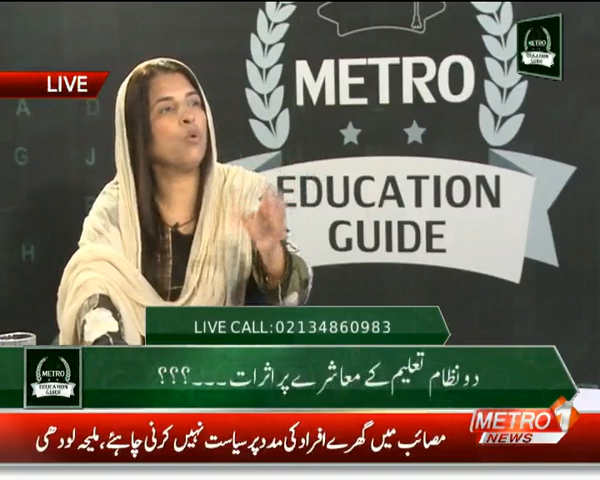 METRO
EDUCATION
GUIDE
METRO
EDUCATION
GUIDE
LIVE
A D
G J
H
LIVE CALL:02134860983
METRO
EDUCATION
GUIDE
دو نظام تعلیم کے معاشرے پر اثرات ۔۔۔؟؟؟
مصائب میں گھرے افراد کی مدد پر سیاست نہیں کرنی چاہئے، ملیحہ لودھی
METRO 1
NEWS